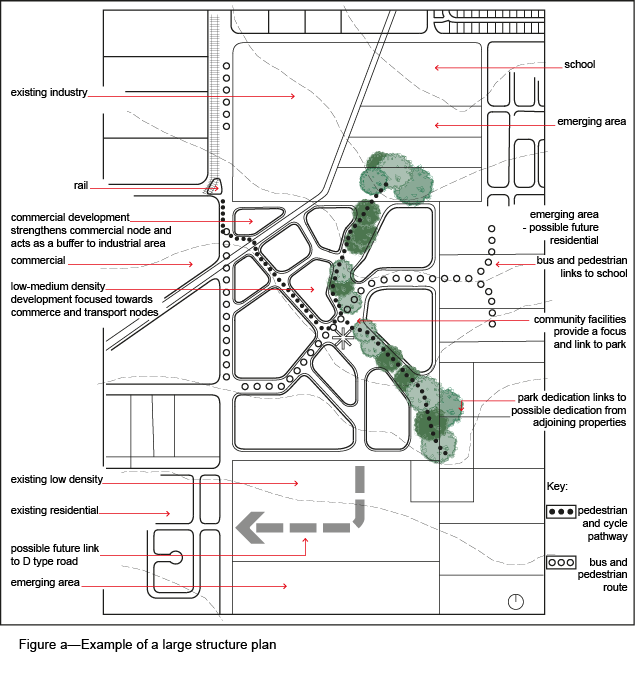 existing industry
rail
commercial development
strengthens commercial node and
acts as a buffer to industrial area
commercial
low-medium density
development focused towards
commerce and transport nodes
existing low density
existing residential
possible future link
to D type road
emerging area
school
emerging area
emerging area
- possible future
residential
bus and pedestrian
links to school
community facilities
provide a focus
and link to park
park dedication links to
possible dedication from
adjoining properties
Key:
pedestrian
and cycle
pathway
bus and
pedestrian
route
Figure a—Example of a large structure plan